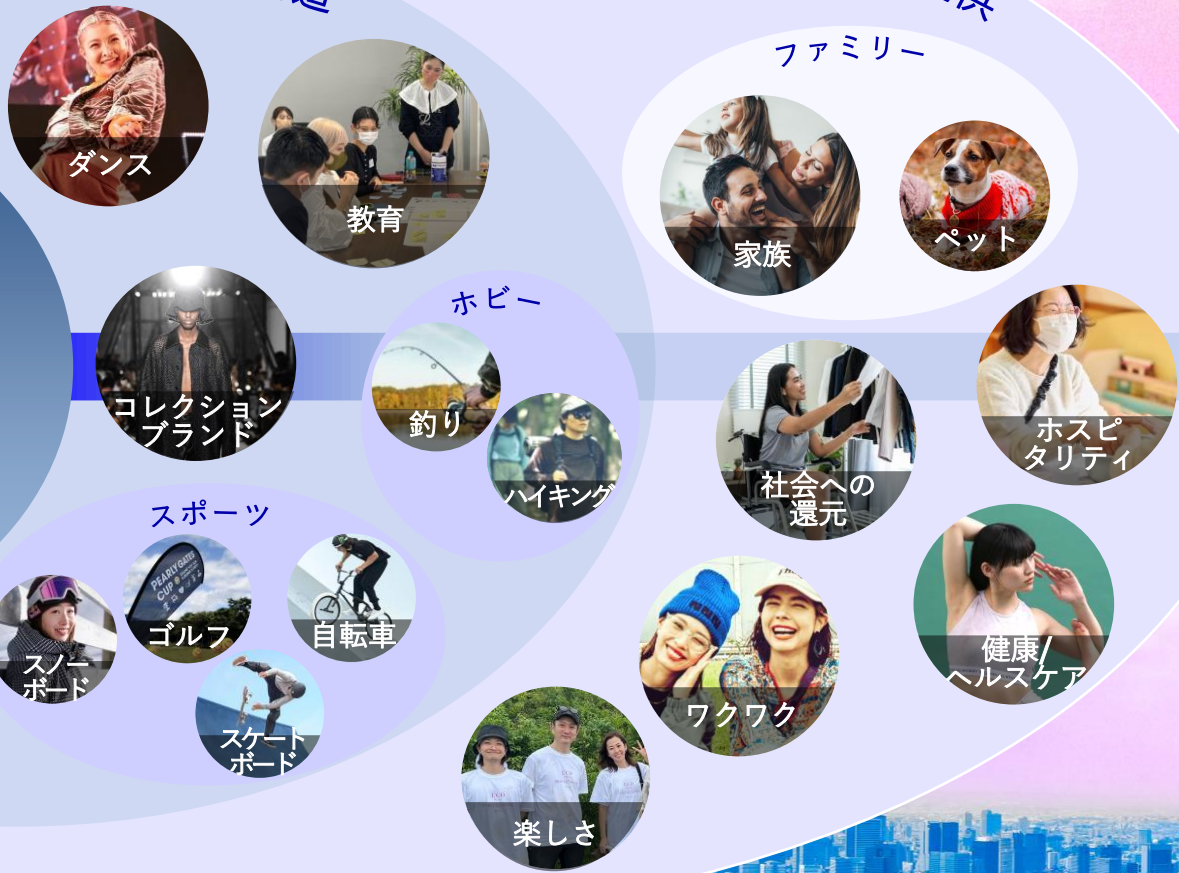 ダンス
教育
ファミリー
家族
ペット
コレクション
ブランド
ホビー
釣り
ハイキング
社会への
還元
ホスピ
タリティ
スポーツ
スノー
ボード
PEARLY GATES
CUP
ゴルフ
自転車
スケート
ボード
ワクワク
健康/
ヘルスケア
楽しさ